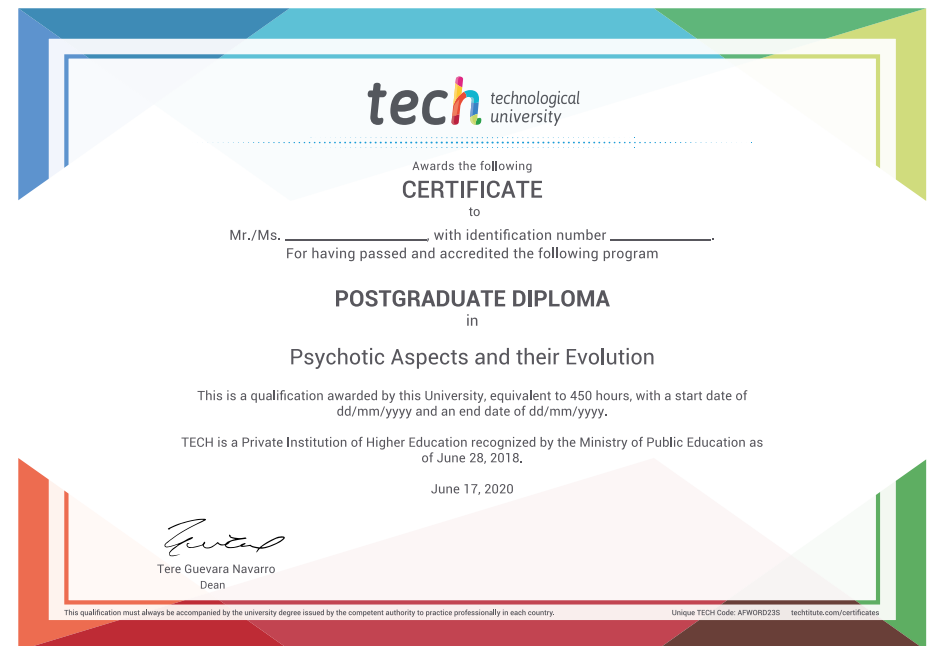 tech technological
university
Awards the following
CERTIFICATE
to
Mr./Ms. ____________________, with identification number ______________.
For having passed and accredited the following program
POSTGRADUATE DIPLOMA
in
Psychotic Aspects and their Evolution
This is a qualification awarded by this University, equivalent to 450 hours, with a start date of
dd/mm/yyyy and an end date of dd/mm/yyyy.
TECH is a Private Institution of Higher Education recognized by the Ministry of Public Education as
of June 28, 2018.
June 17, 2020
Tere Guevara Navarro
Dean
This qualification must always be accompanied by the university degree issued by the competent authority to practice professionally in each country. Unique TECH Code: AFWORD23S techtitute.com/certificates